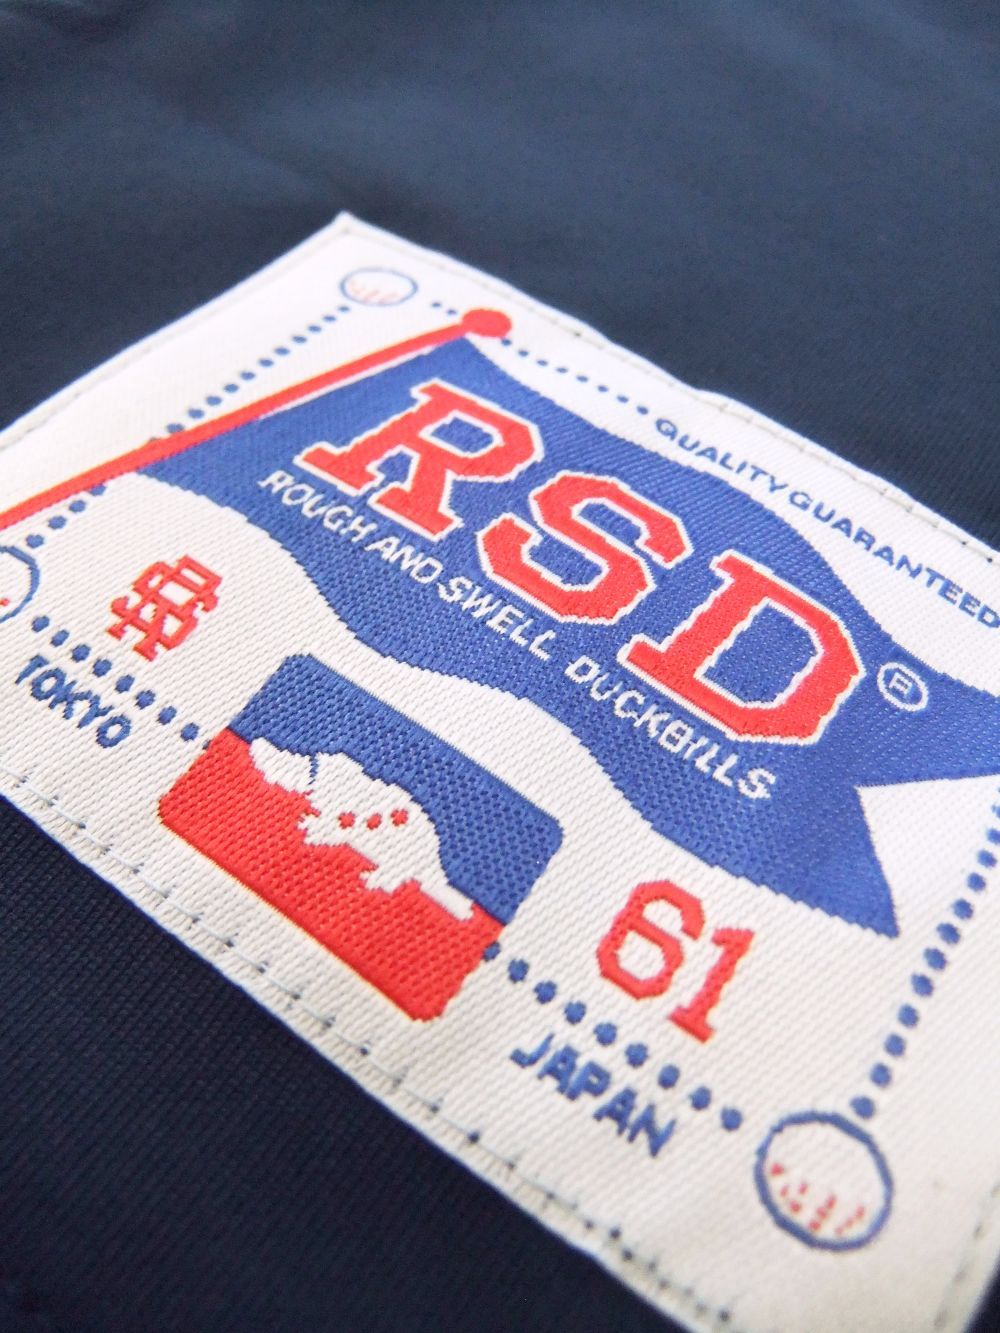 QUALITY GUARANTEED
RSD
ROUGH AND SWELL DUCKBILLS
®
TOKYO
61
JAPAN